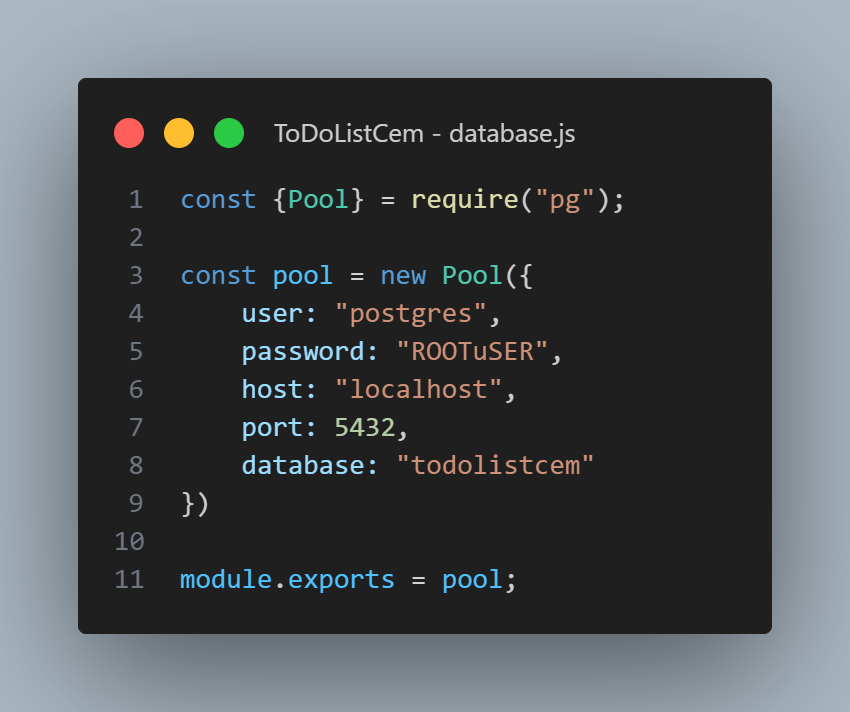 ToDoListCem - database.js
1 const {Pool} = require("pg");
2
3 const pool = new Pool({
4     user: "postgres",
5     password: "ROOTuSER",
6     host: "localhost",
7     port: 5432,
8     database: "todolistcem"
9 })
10
11 module.exports = pool;